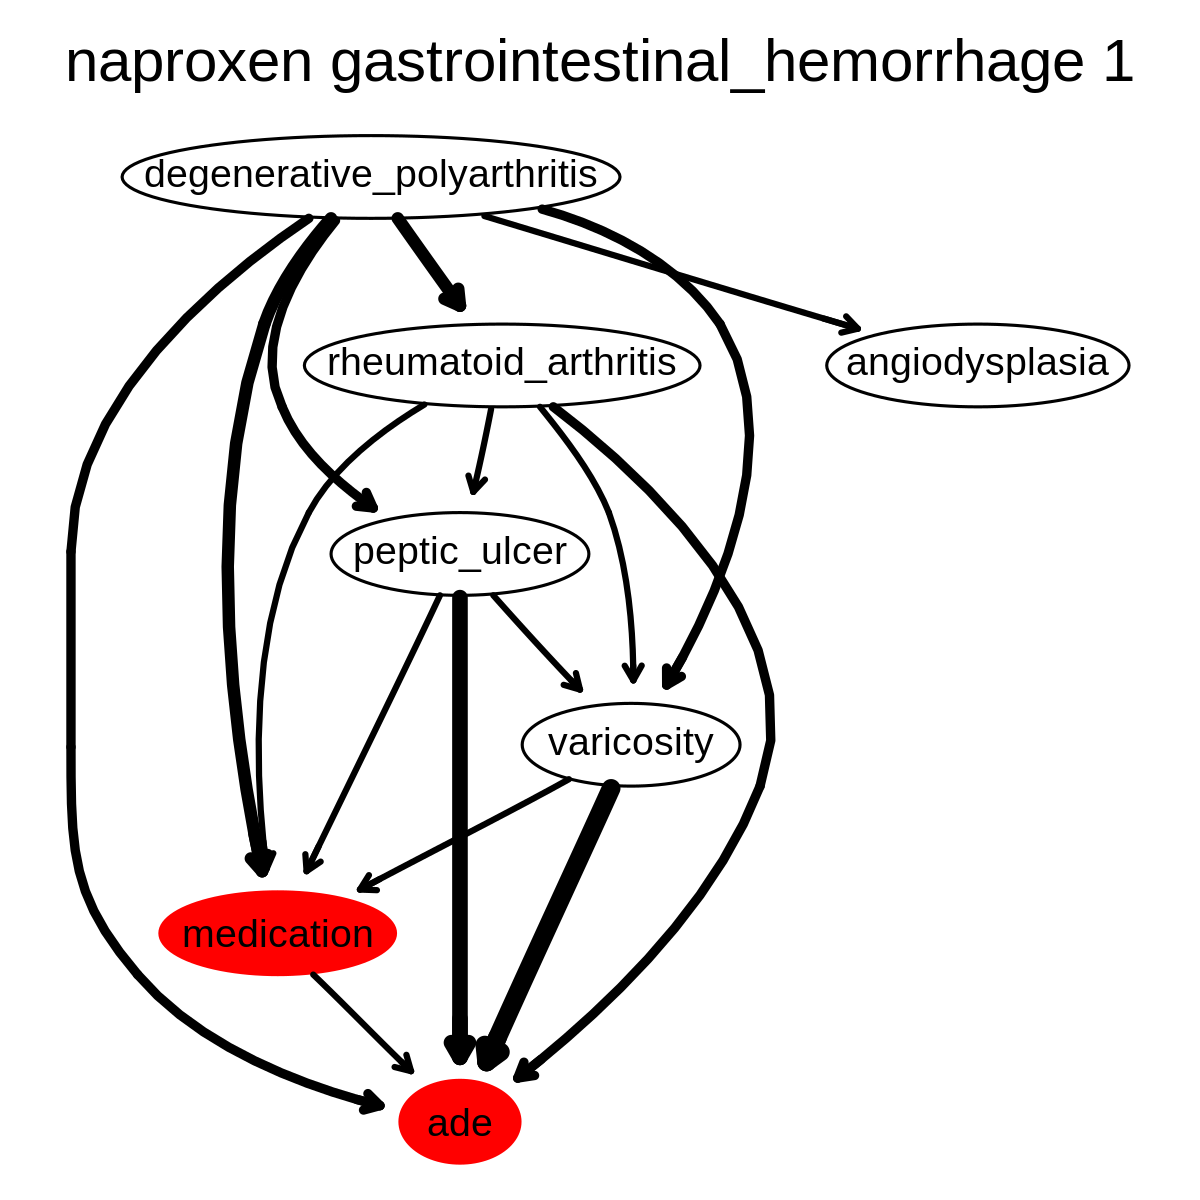 naproxen gastrointestinal_hemorrhage 1
degenerative_polyarthritis
rheumatoid_arthritis
angiodysplasia
peptic_ulcer
varicosity
medication
ade